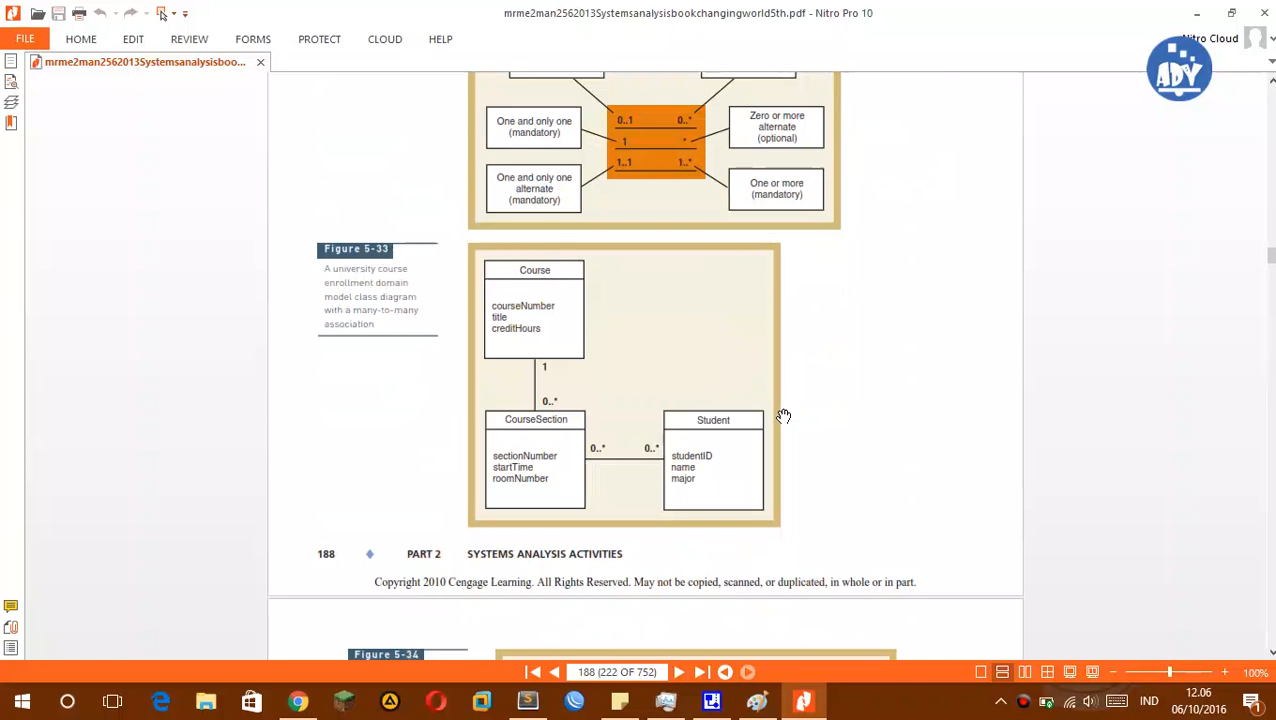 mrme2man2562013Systemsanalysisbookchangingworld5th.pdf - Nitro Pro 10
FILE HOME EDIT REVIEW FORMS PROTECT CLOUD HELP
Nitro Cloud
mrme2man2562013Systemsanalysisboo...
ADY
One and only one
(mandatory)
0..1 0..*
1 *
1..1 1..*
Zero or more
alternate
(optional)
One and only one
alternate
(mandatory)
One or more
(mandatory)
Figure 5-33
A university course
enrollment domain
model class diagram
with a many-to-many
association
Course
courseNumber
title
creditHours
1
0..*
CourseSection
sectionNumber
startTime
roomNumber
0..* 0..*
Student
studentID
name
major
188 PART 2 SYSTEMS ANALYSIS ACTIVITIES
Copyright 2010 Cengage Learning. All Rights Reserved. May not be copied, scanned, or duplicated, in whole or in part.
Figure 5-34
188 (222 OF 752)
100%
IND
12.06
06/10/2016
1